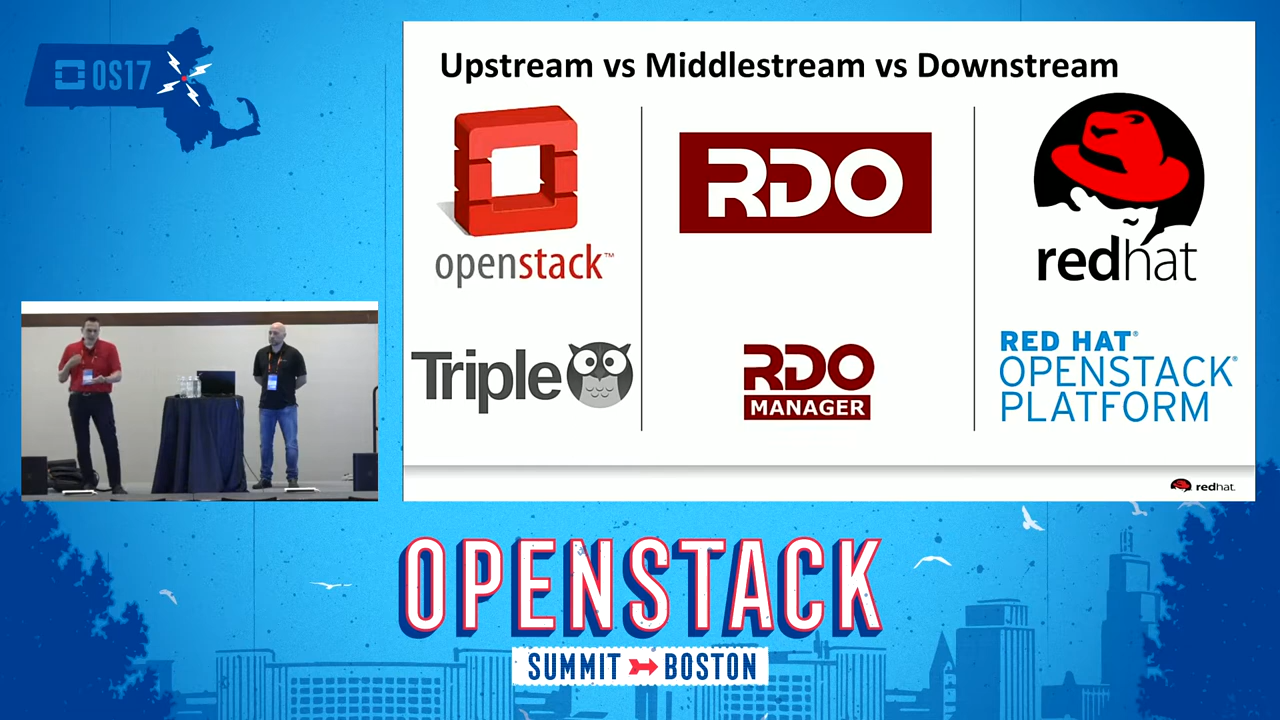 OS17
Upstream vs Middlestream vs Downstream
openstack™
RDO
redhat
TripleO
RDO
MANAGER
RED HAT®
OPENSTACK®
PLATFORM
redhat.
OPENSTACK
SUMMIT BOSTON